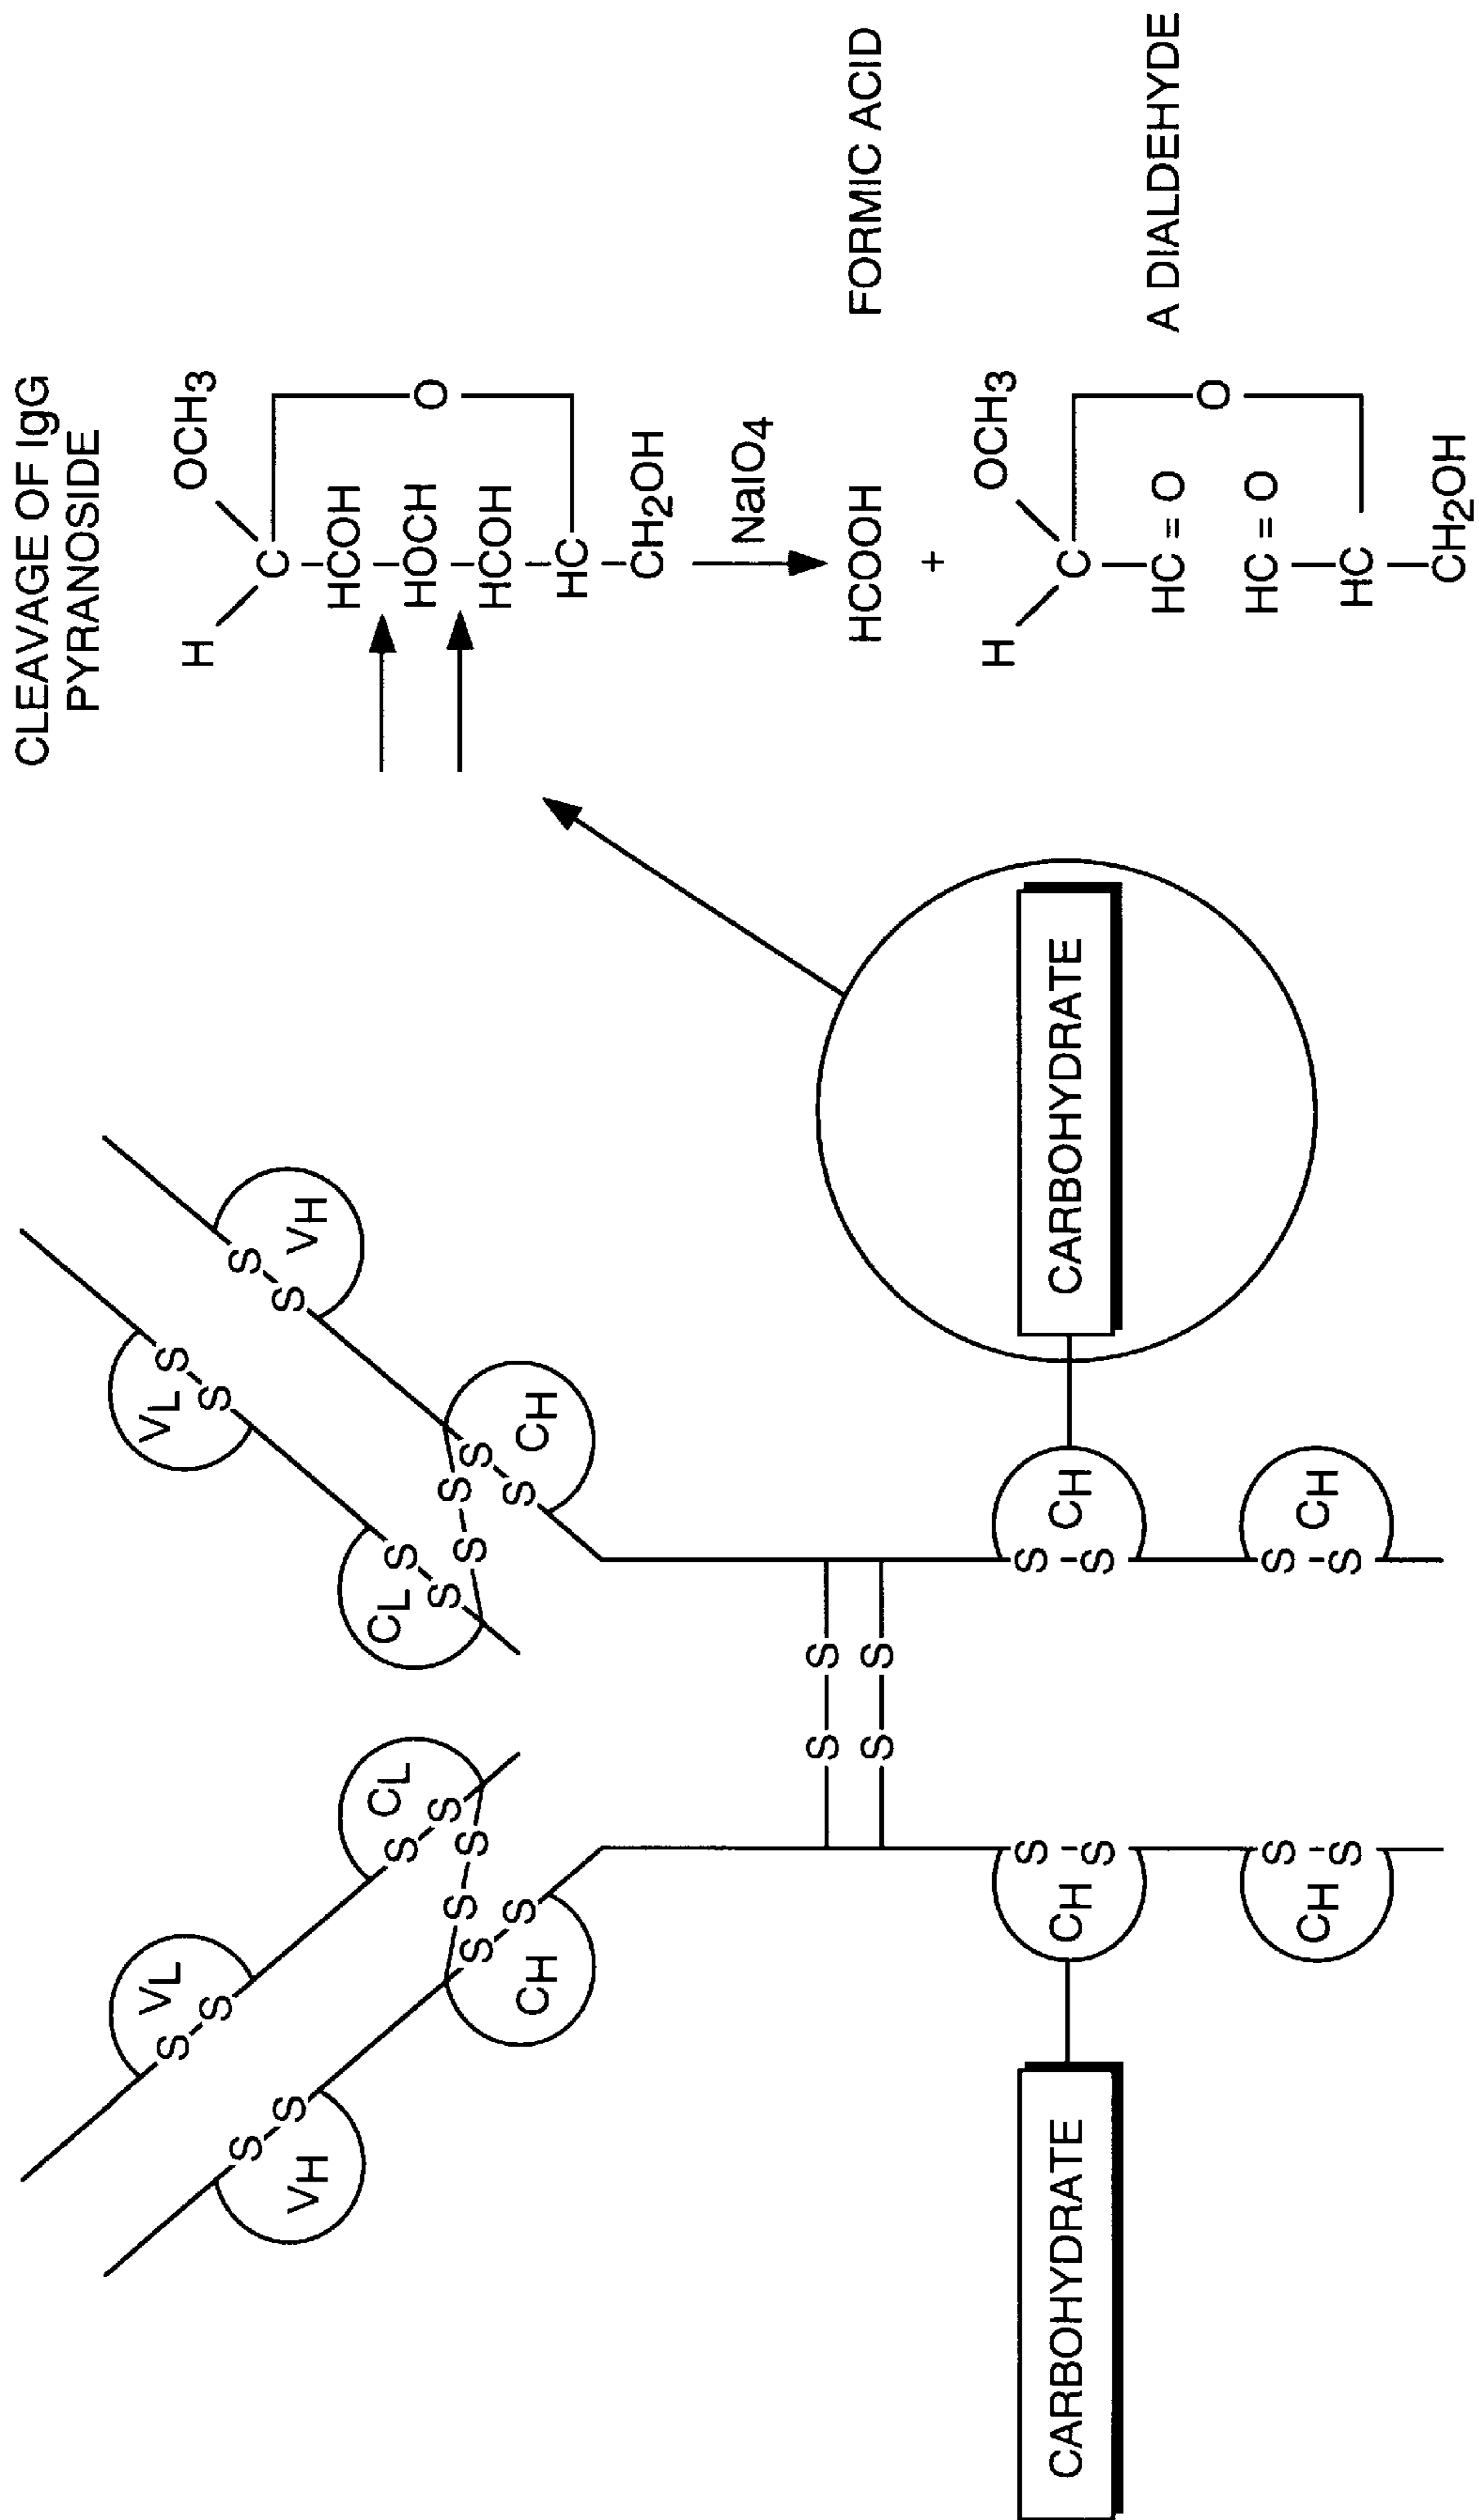 CLEAVAGE OF IgG
PYRANOSIDE
H OCH3
C
HCOH
HOCH O
HCOH
HC
CH2OH
NaIO4
HCOOH FORMIC ACID
+
H OCH3
C
HC = O
O
HC = O A DIALDEHYDE
HC
CH2OH
VL S S
S S VL
VH S S
S S VH
CL S S
S S CL
S S
S S
CH S S
S S CH
S S
S S
CARBOHYDRATE CH S S
S S CH CARBOHYDRATE
CH S S
S S CH